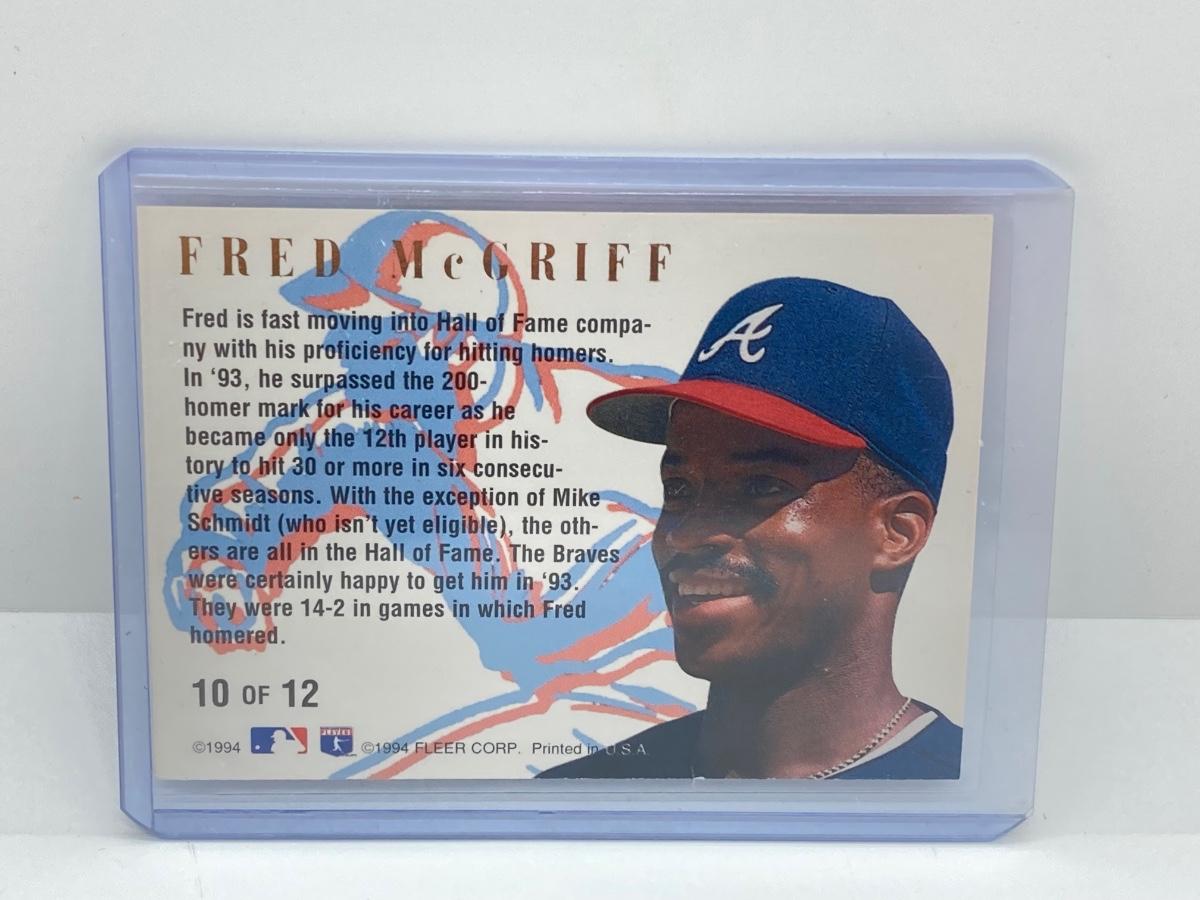 FRED McGRIFF
Fred is fast moving into Hall of Fame compa-
ny with his proficiency for hitting homers.
In ‘93, he surpassed the 200-
homer mark for his career as he
became only the 12th player in his-
tory to hit 30 or more in six consecu-
tive seasons. With the exception of Mike
Schmidt (who isn't yet eligible), the oth-
ers are all in the Hall of Fame. The Braves
were certainly happy to get him in ‘93.
They were 14-2 in games in which Fred
homered.
10 OF 12
©1994 PLAYERS ©1994 FLEER CORP. Printed in U.S.A.
A